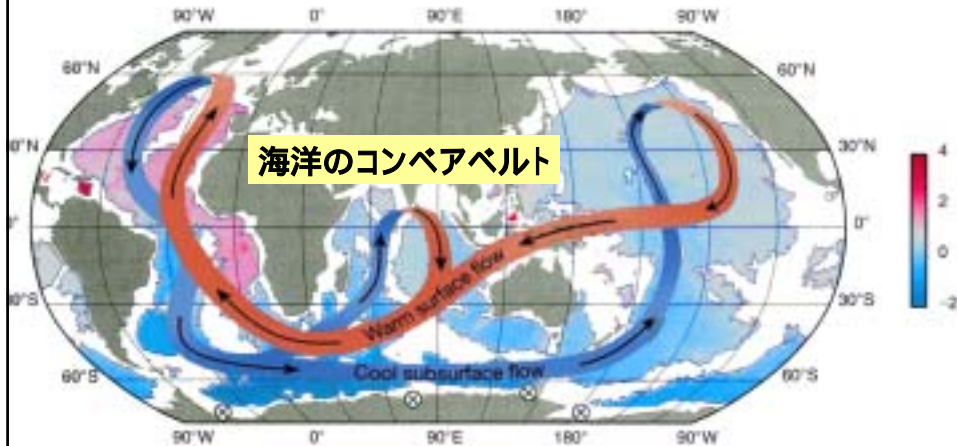 90°W 0° 90°E 180° 90°W
60°N 60°N
0°N 30°N
海洋のコンベアベルト
0°
0°S 30°S
Warm surface flow
60°S 60°S
Cool subsurface flow
90°W 0° 90°E 180° 90°W
4
2
0
-2